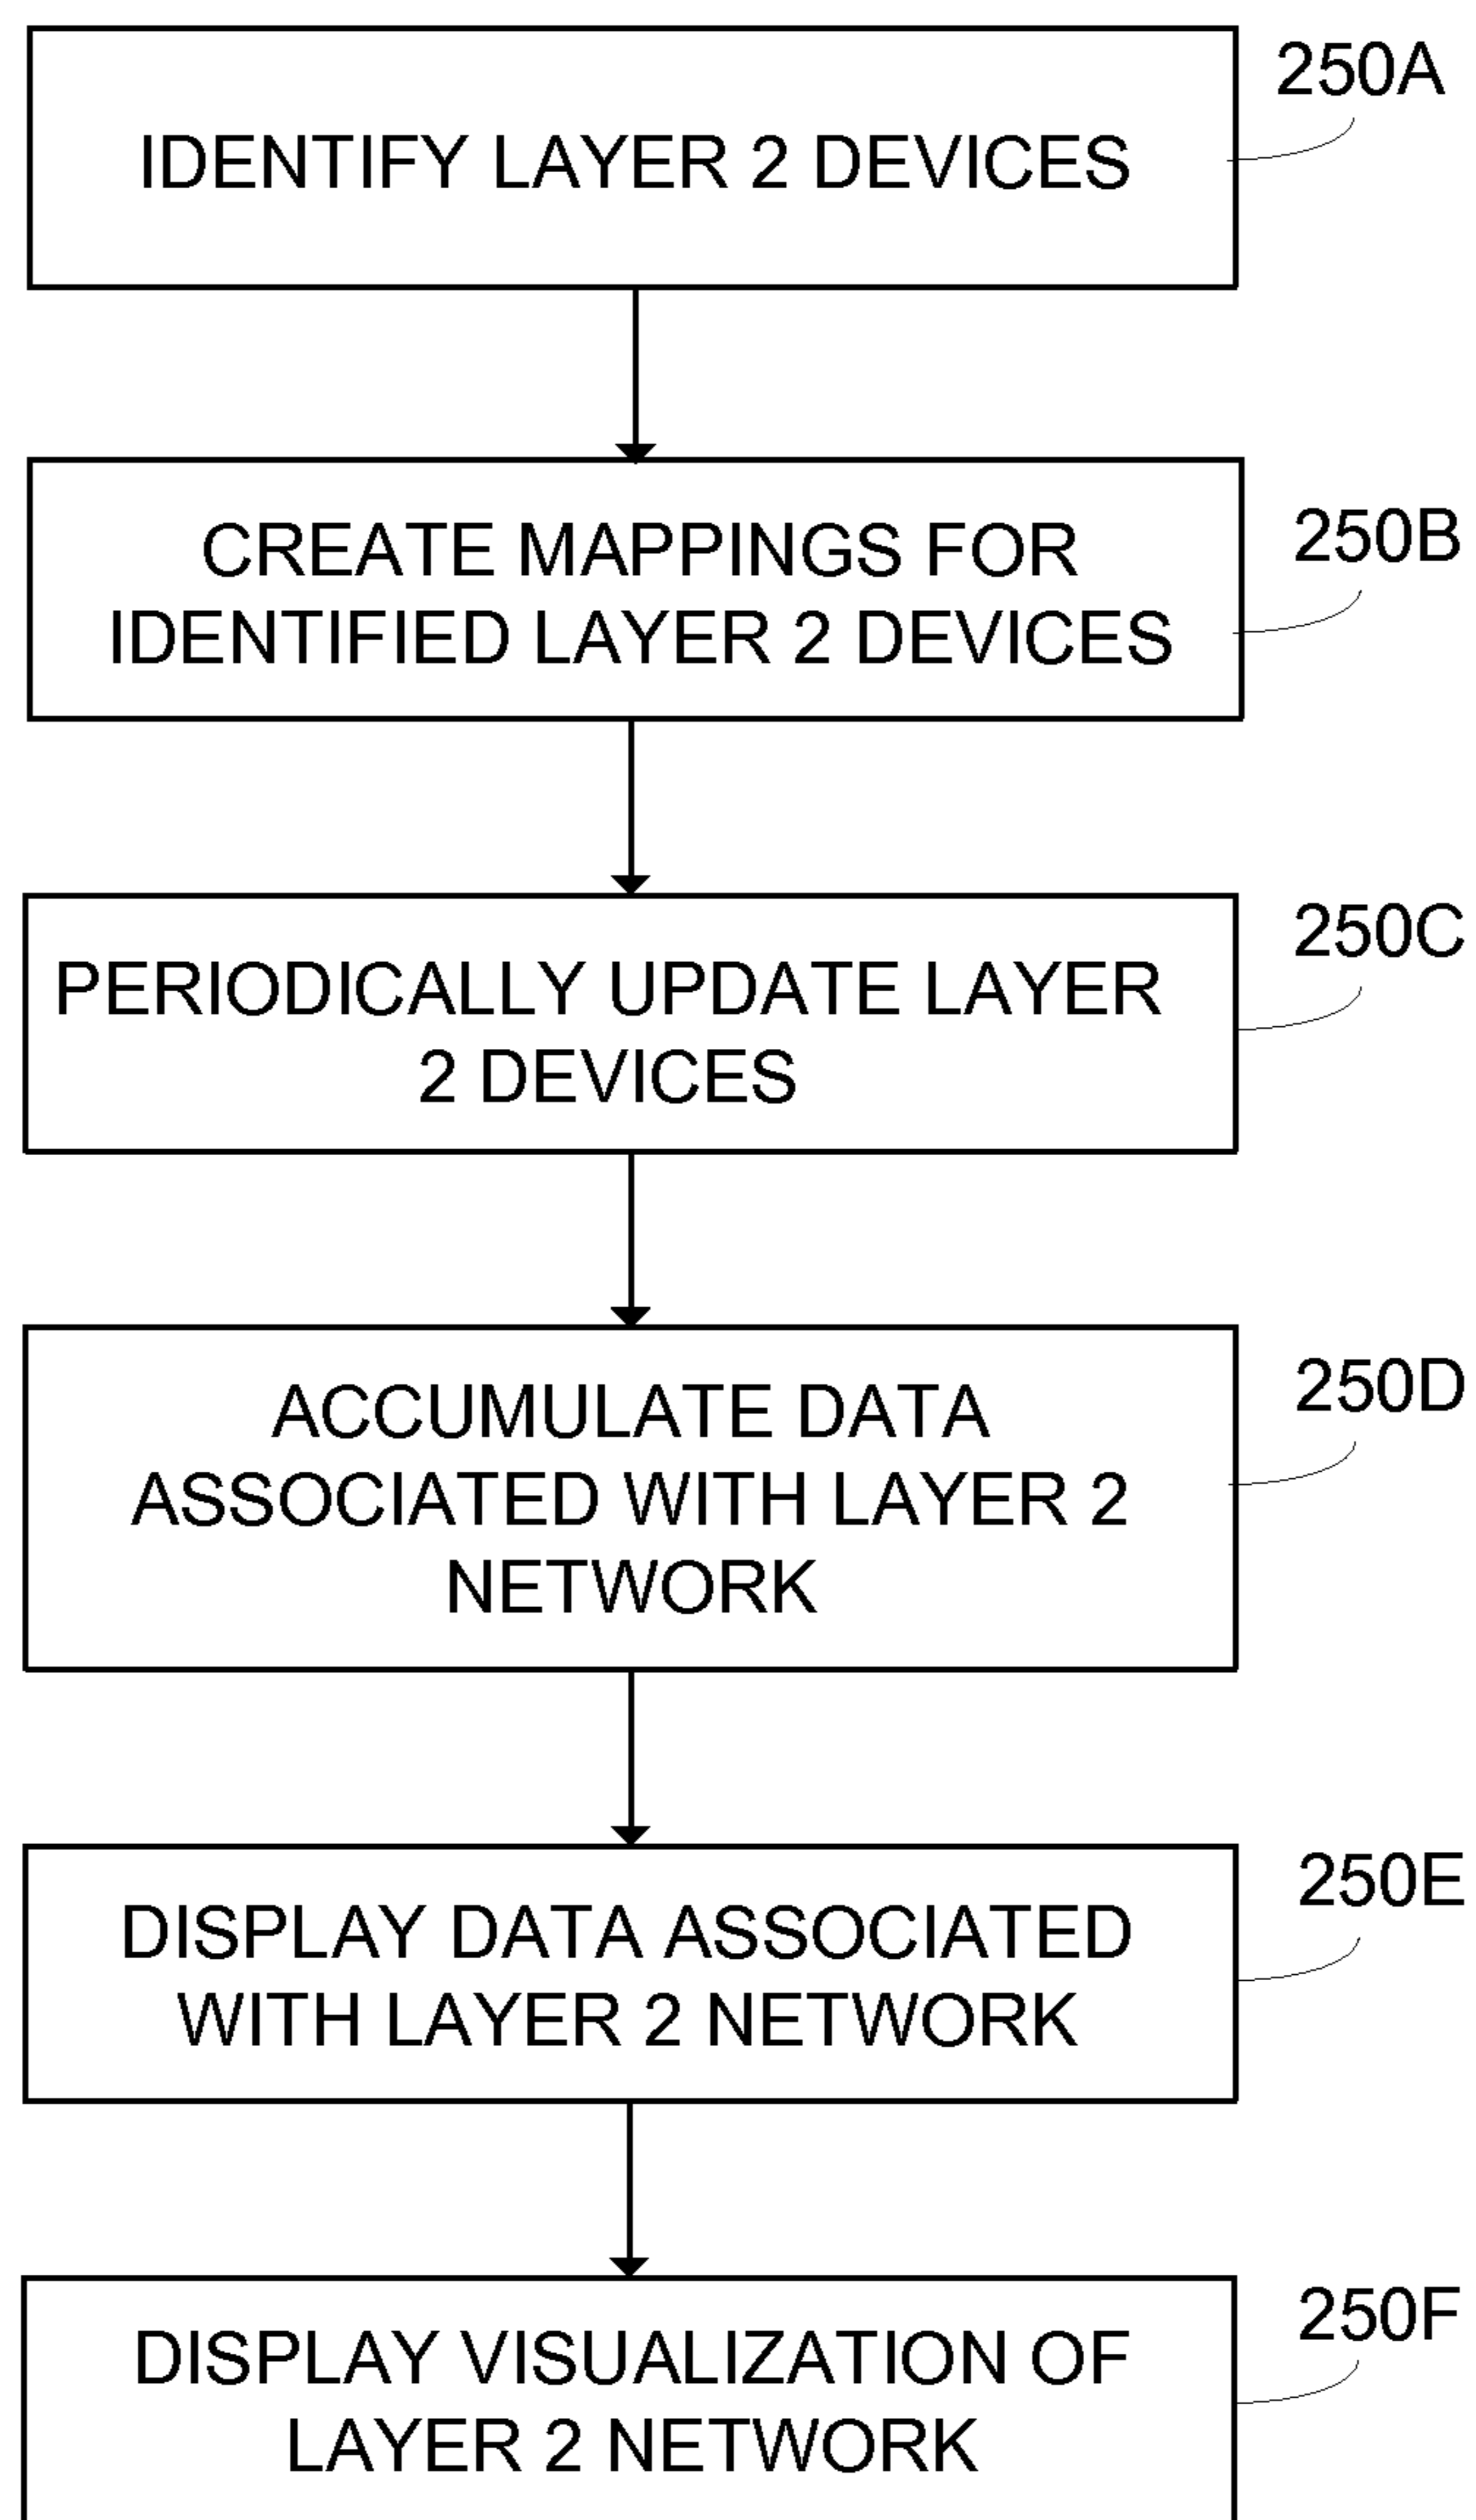 250A
IDENTIFY LAYER 2 DEVICES
250B
CREATE MAPPINGS FOR
IDENTIFIED LAYER 2 DEVICES
250C
PERIODICALLY UPDATE LAYER
2 DEVICES
250D
ACCUMULATE DATA
ASSOCIATED WITH LAYER 2
NETWORK
250E
DISPLAY DATA ASSOCIATED
WITH LAYER 2 NETWORK
250F
DISPLAY VISUALIZATION OF
LAYER 2 NETWORK